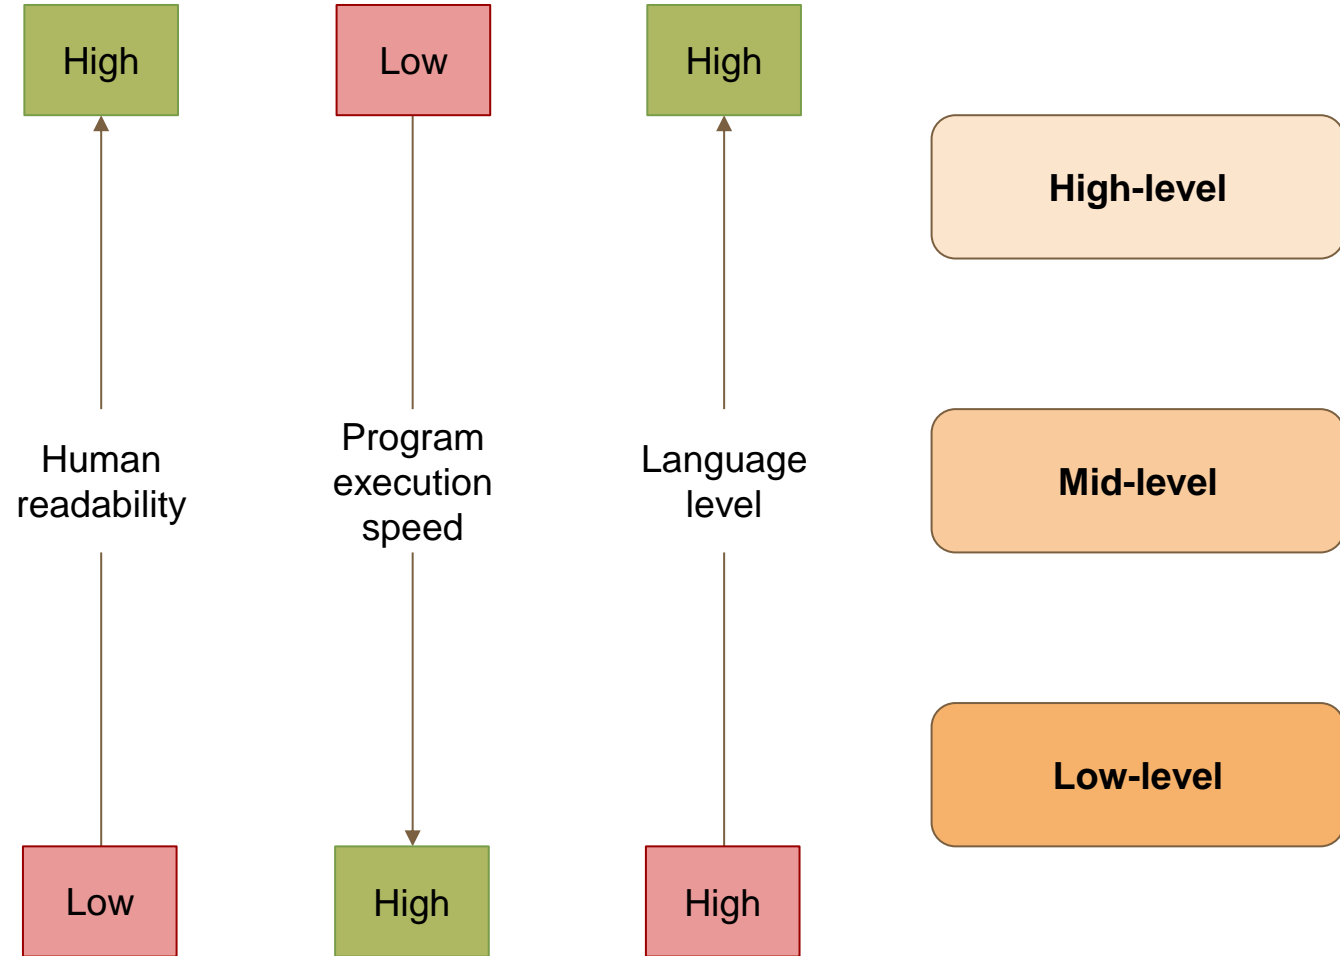 High
Low
High
High-level
Human
readability
Program
execution
speed
Language
level
Mid-level
Low-level
Low
High
High